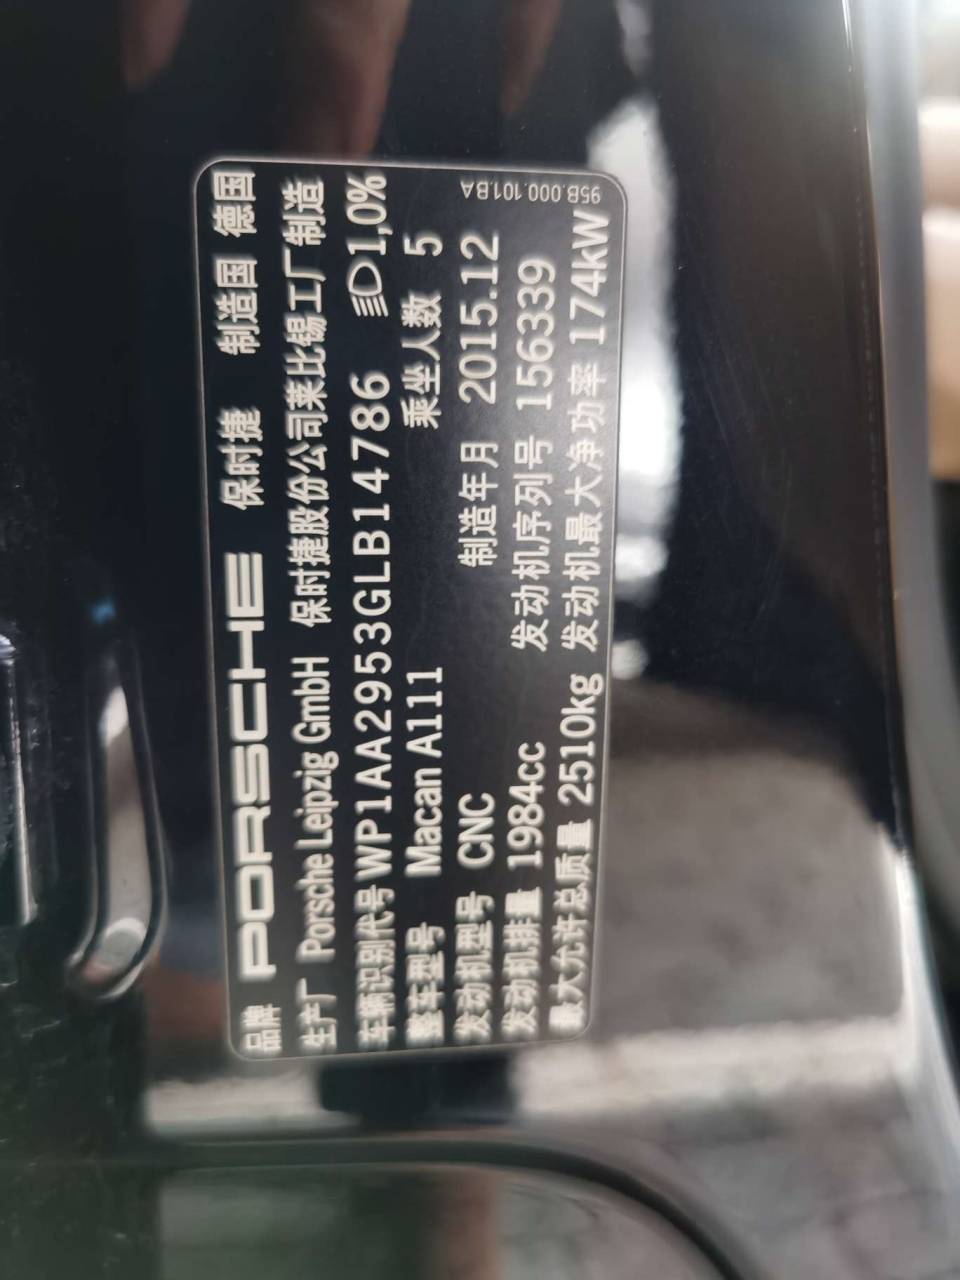 品牌 PORSCHE 保时捷 制造国 德国
生产厂 Porsche Leipzig GmbH 保时捷股份公司莱比锡工厂制造
车辆识别代号 WP1AA2953GLB14786 1,0%
整车型号 Macan A111 乘坐人数 5
发动机型号 CNC 制造年月 2015.12
发动机排量 1984cc 发动机序列号 156339
最大允许总质量 2510kg 发动机最大净功率 174kW
95B.000.101.BA